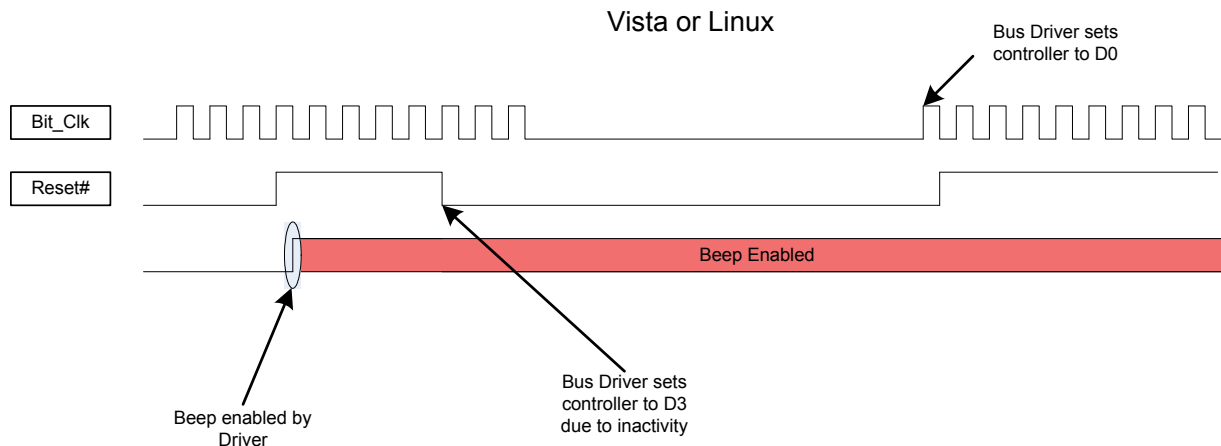 Vista or Linux
Bus Driver sets
controller to D0
Bit_Clk
Reset#
Beep Enabled
Beep enabled by
Driver
Bus Driver sets
controller to D3
due to inactivity